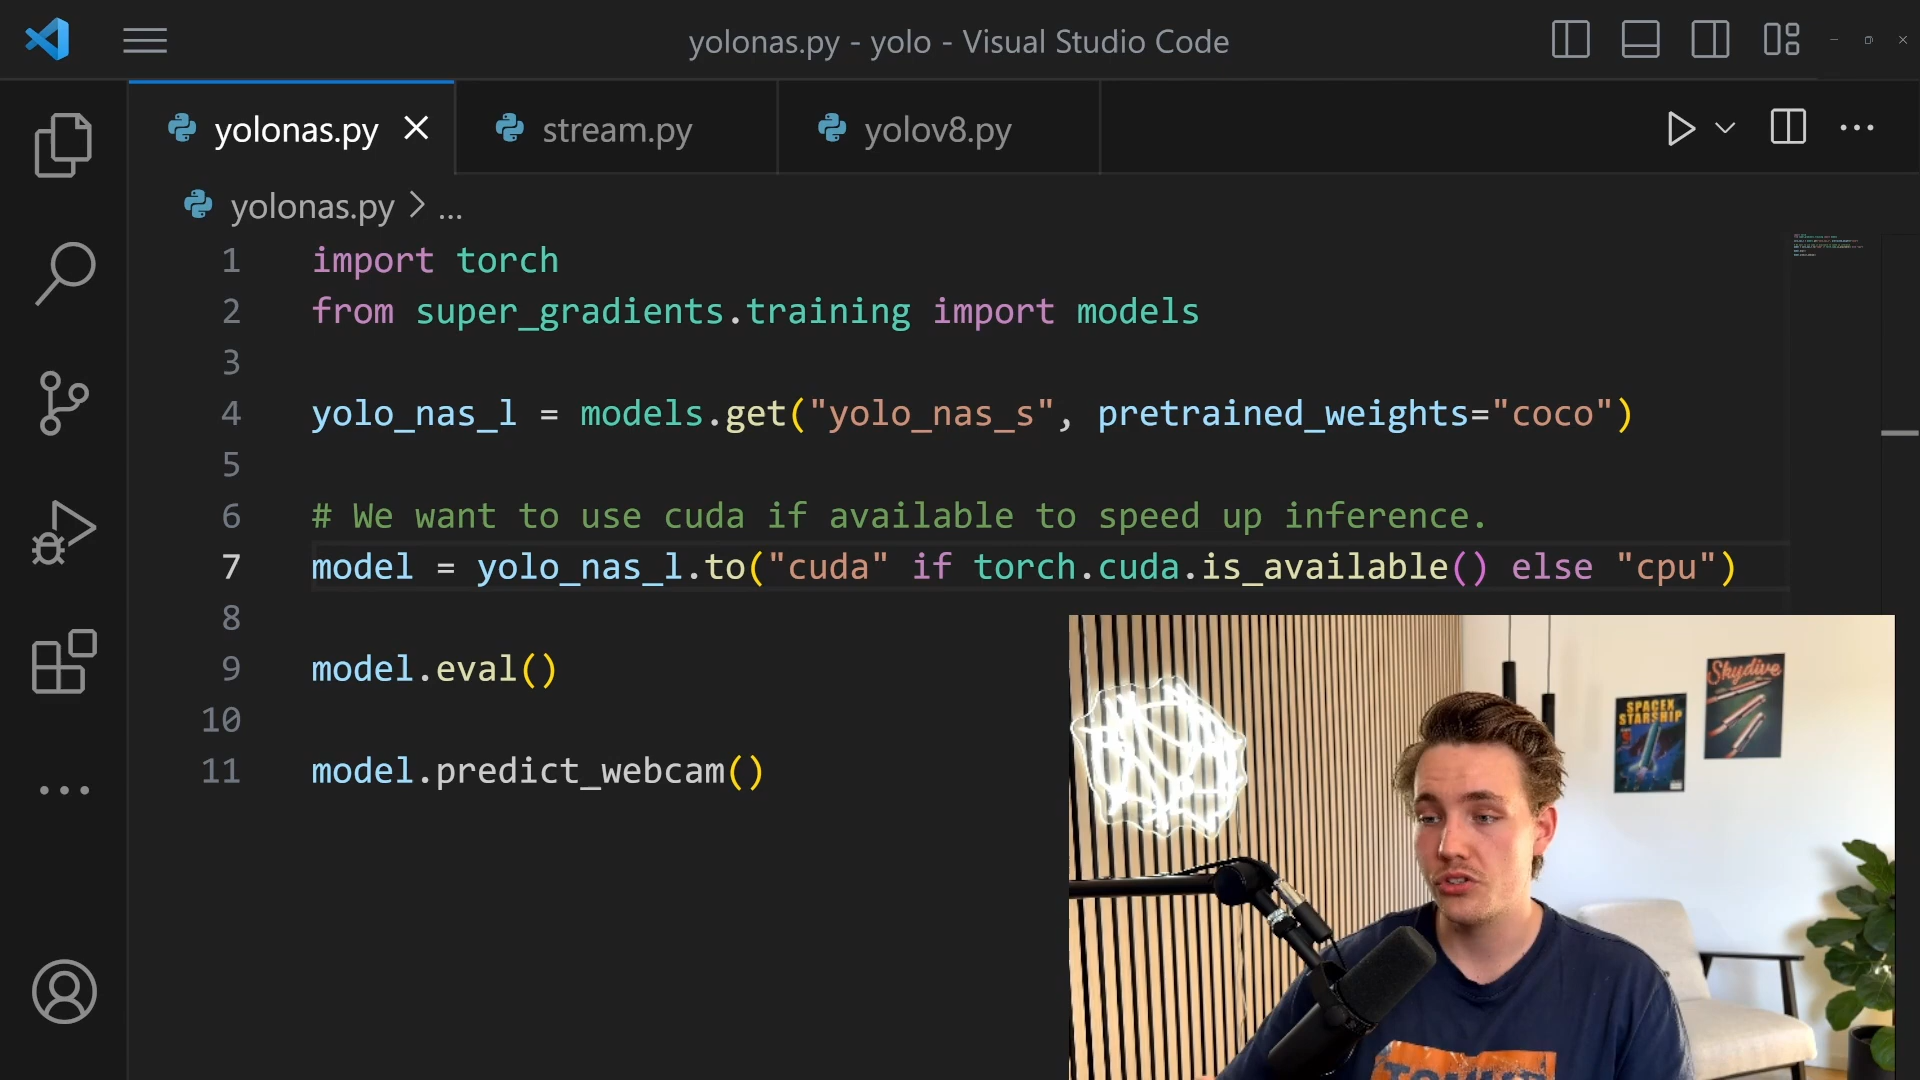 yolonas.py - yolo - Visual Studio Code
yolonas.py
stream.py
yolov8.py
yolonas.py > ...
1 import torch
2 from super_gradients.training import models
3
4 yolo_nas_l = models.get("yolo_nas_s", pretrained_weights="coco")
5
6 # We want to use cuda if available to speed up inference.
7 model = yolo_nas_l.to("cuda" if torch.cuda.is_available() else "cpu")
8
9 model.eval()
10
11 model.predict_webcam()
Skydive
SPACEX
STARSHIP